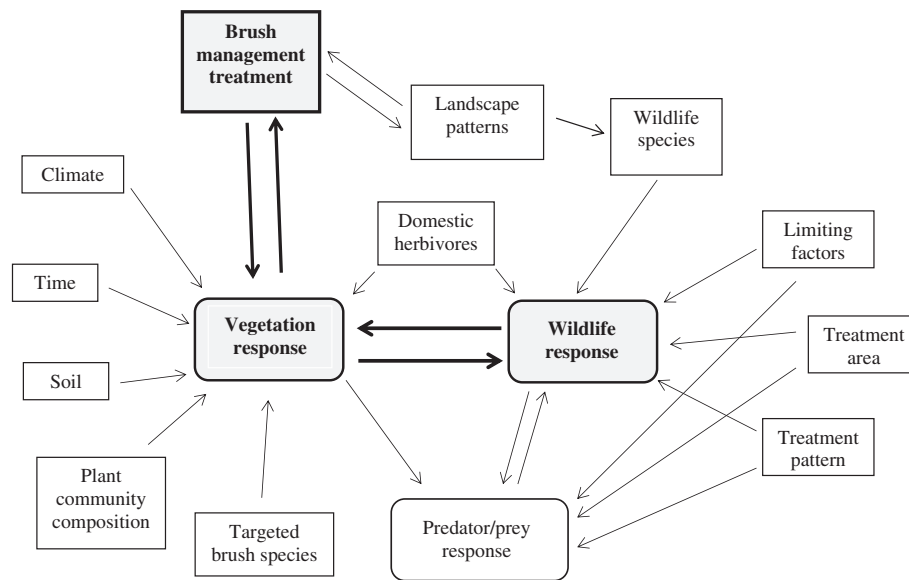 Brush
management
treatment
Landscape
patterns
Wildlife
species
Climate
Domestic
herbivores
Limiting
factors
Time
Vegetation
response
Wildlife
response
Treatment
area
Soil
Treatment
pattern
Plant
community
composition
Targeted
brush species
Predator/prey
response